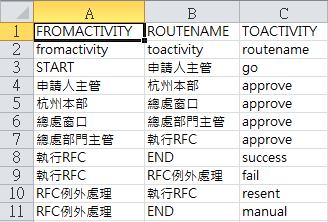 A B C
1 FROMACTIVITY ROUTENAME TOACTIVITY
2 fromactivity toactivity routename
3 START 申請人主管 go
4 申請人主管 杭州本部 approve
5 杭州本部 總處窗口 approve
6 總處窗口 總處部門主管 approve
7 總處部門主管 執行RFC approve
8 執行RFC END success
9 執行RFC RFC例外處理 fail
10 RFC例外處理 執行RFC resent
11 RFC例外處理 END manual